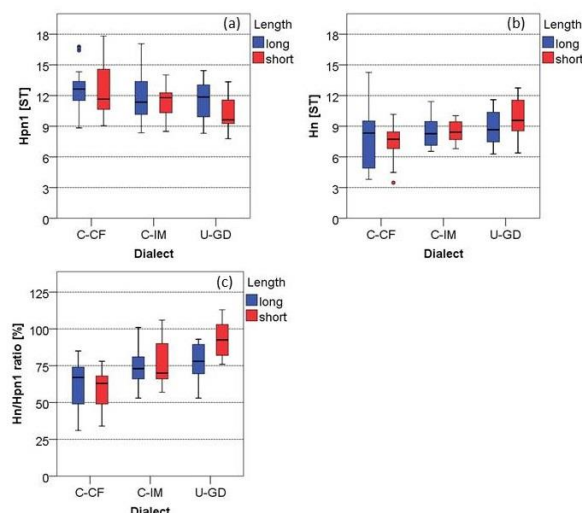 (a)
Length
long
short
Hpn1 [ST]
18
15
12
9
6
3
0
C-CF
C-IM
U-GD
Dialect
(b)
Length
long
short
Hn [ST]
18
15
12
9
6
3
0
C-CF
C-IM
U-GD
Dialect
(c)
Length
long
short
Hn/Hpn1 ratio [%]
125
100
75
50
25
0
C-CF
C-IM
U-GD
Dialect